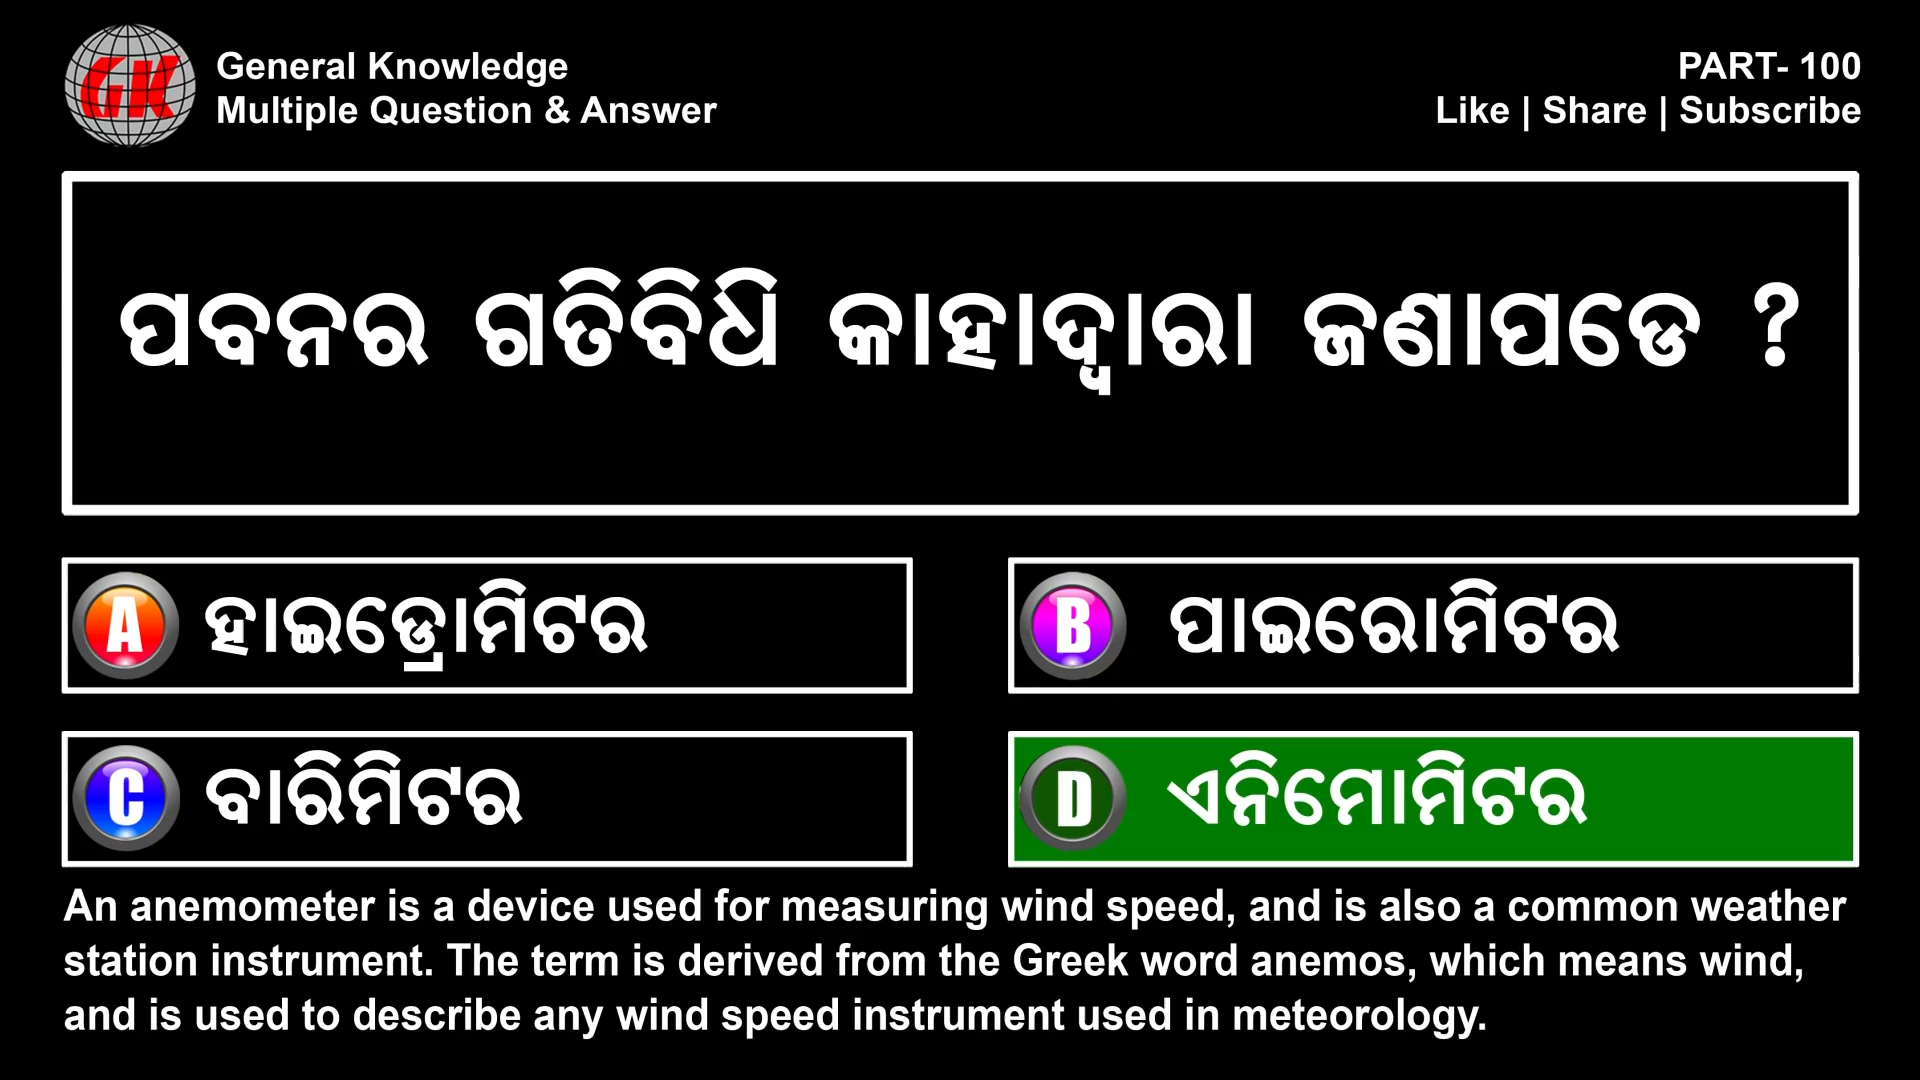 GK
General Knowledge
Multiple Question & Answer
PART- 100
Like | Share | Subscribe
ପବନର ଗତିବିଧି କାହାଦ୍ୱାରା ଜଣାପଡେ ?
A ହାଇଡ୍ରୋମିଟର
B ପାଇରୋମିଟର
C ବାରିମିଟର
D ଏନିମୋମିଟର
An anemometer is a device used for measuring wind speed, and is also a common weather
station instrument. The term is derived from the Greek word anemos, which means wind,
and is used to describe any wind speed instrument used in meteorology.